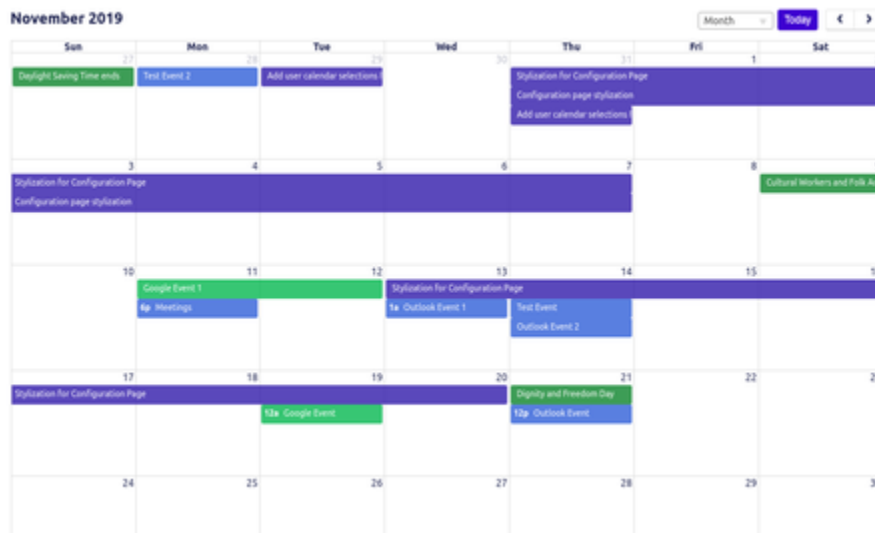 November 2019
Month
Today
Sun Mon Tue Wed Thu Fri Sat
27 28 29 30 31 1
Daylight Saving Time ends Test Event 2 Add user calendar selections Stylization for Configuration Page
Configuration page stylization
Add user calendar selections
3 4 5 6 7 8
Stylization for Configuration Page Cultural Workers and Folk
Configuration page stylization
10 11 12 13 14 15
Google Event 1 Stylization for Configuration Page
6p Meetings 1a Outlook Event 1 Test Event
Outlook Event 2
17 18 19 20 21 22
Stylization for Configuration Page Dignity and Freedom Day
12a Google Event 12p Outlook Event
24 25 26 27 28 29